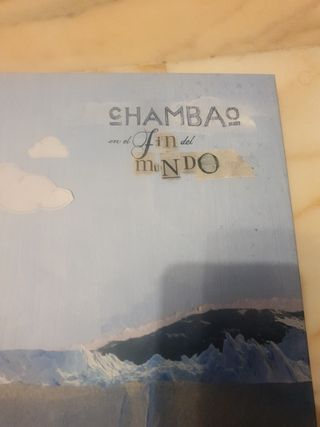 CHAMBAO
en el Fin del
MUNDO